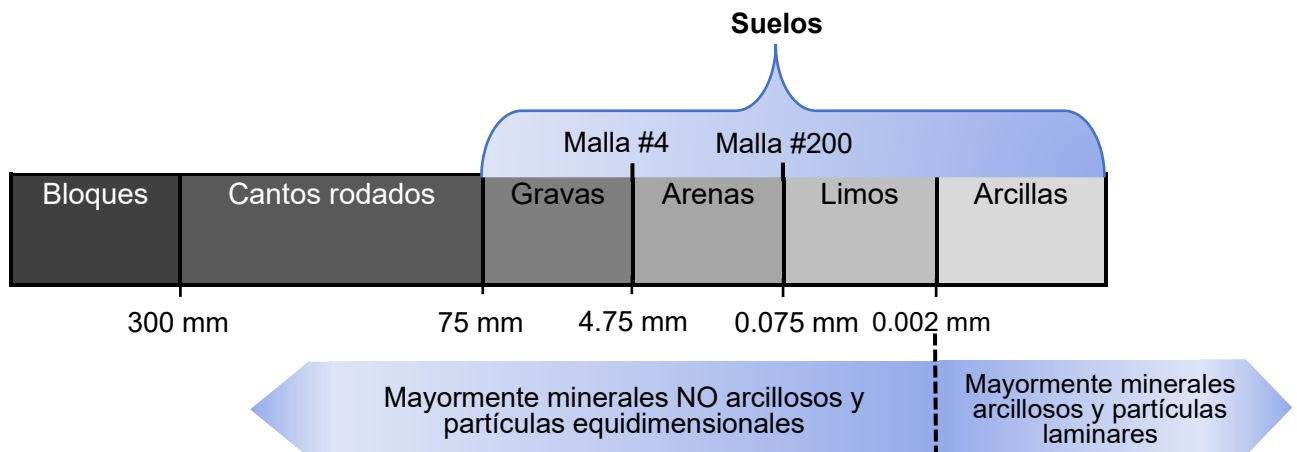 Suelos
Malla #4 Malla #200
Bloques Cantos rodados Gravas Arenas Limos Arcillas
300 mm 75 mm 4.75 mm 0.075 mm 0.002 mm
Mayormente minerales NO arcillosos y
partículas equidimensionales
Mayormente minerales
arcillosos y partículas
laminares